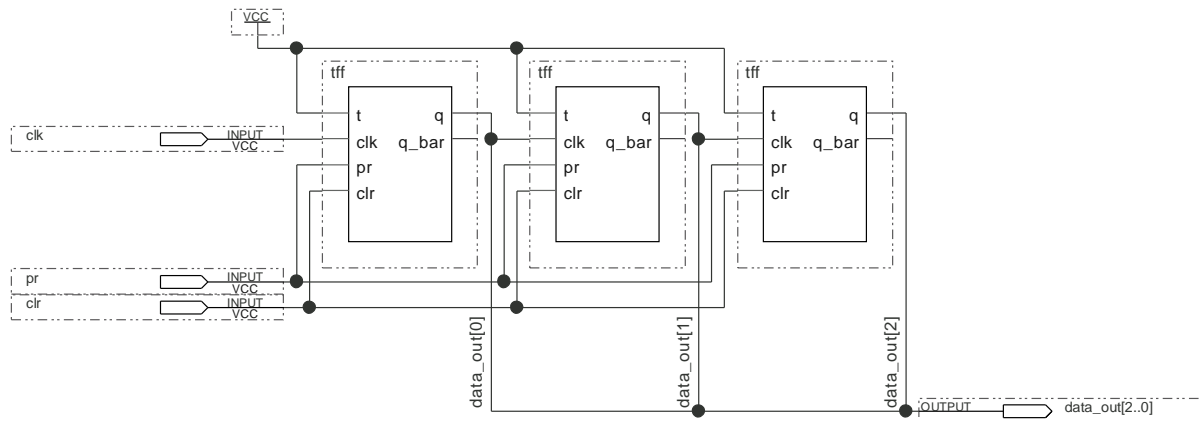 VCC
tff
tff
tff
t
q
t
q
t
q
clk
INPUT
VCC
clk
q_bar
clk
q_bar
clk
q_bar
pr
pr
pr
clr
clr
clr
pr
INPUT
VCC
clr
INPUT
VCC
data_out[0]
data_out[1]
data_out[2]
OUTPUT
data_out[2..0]